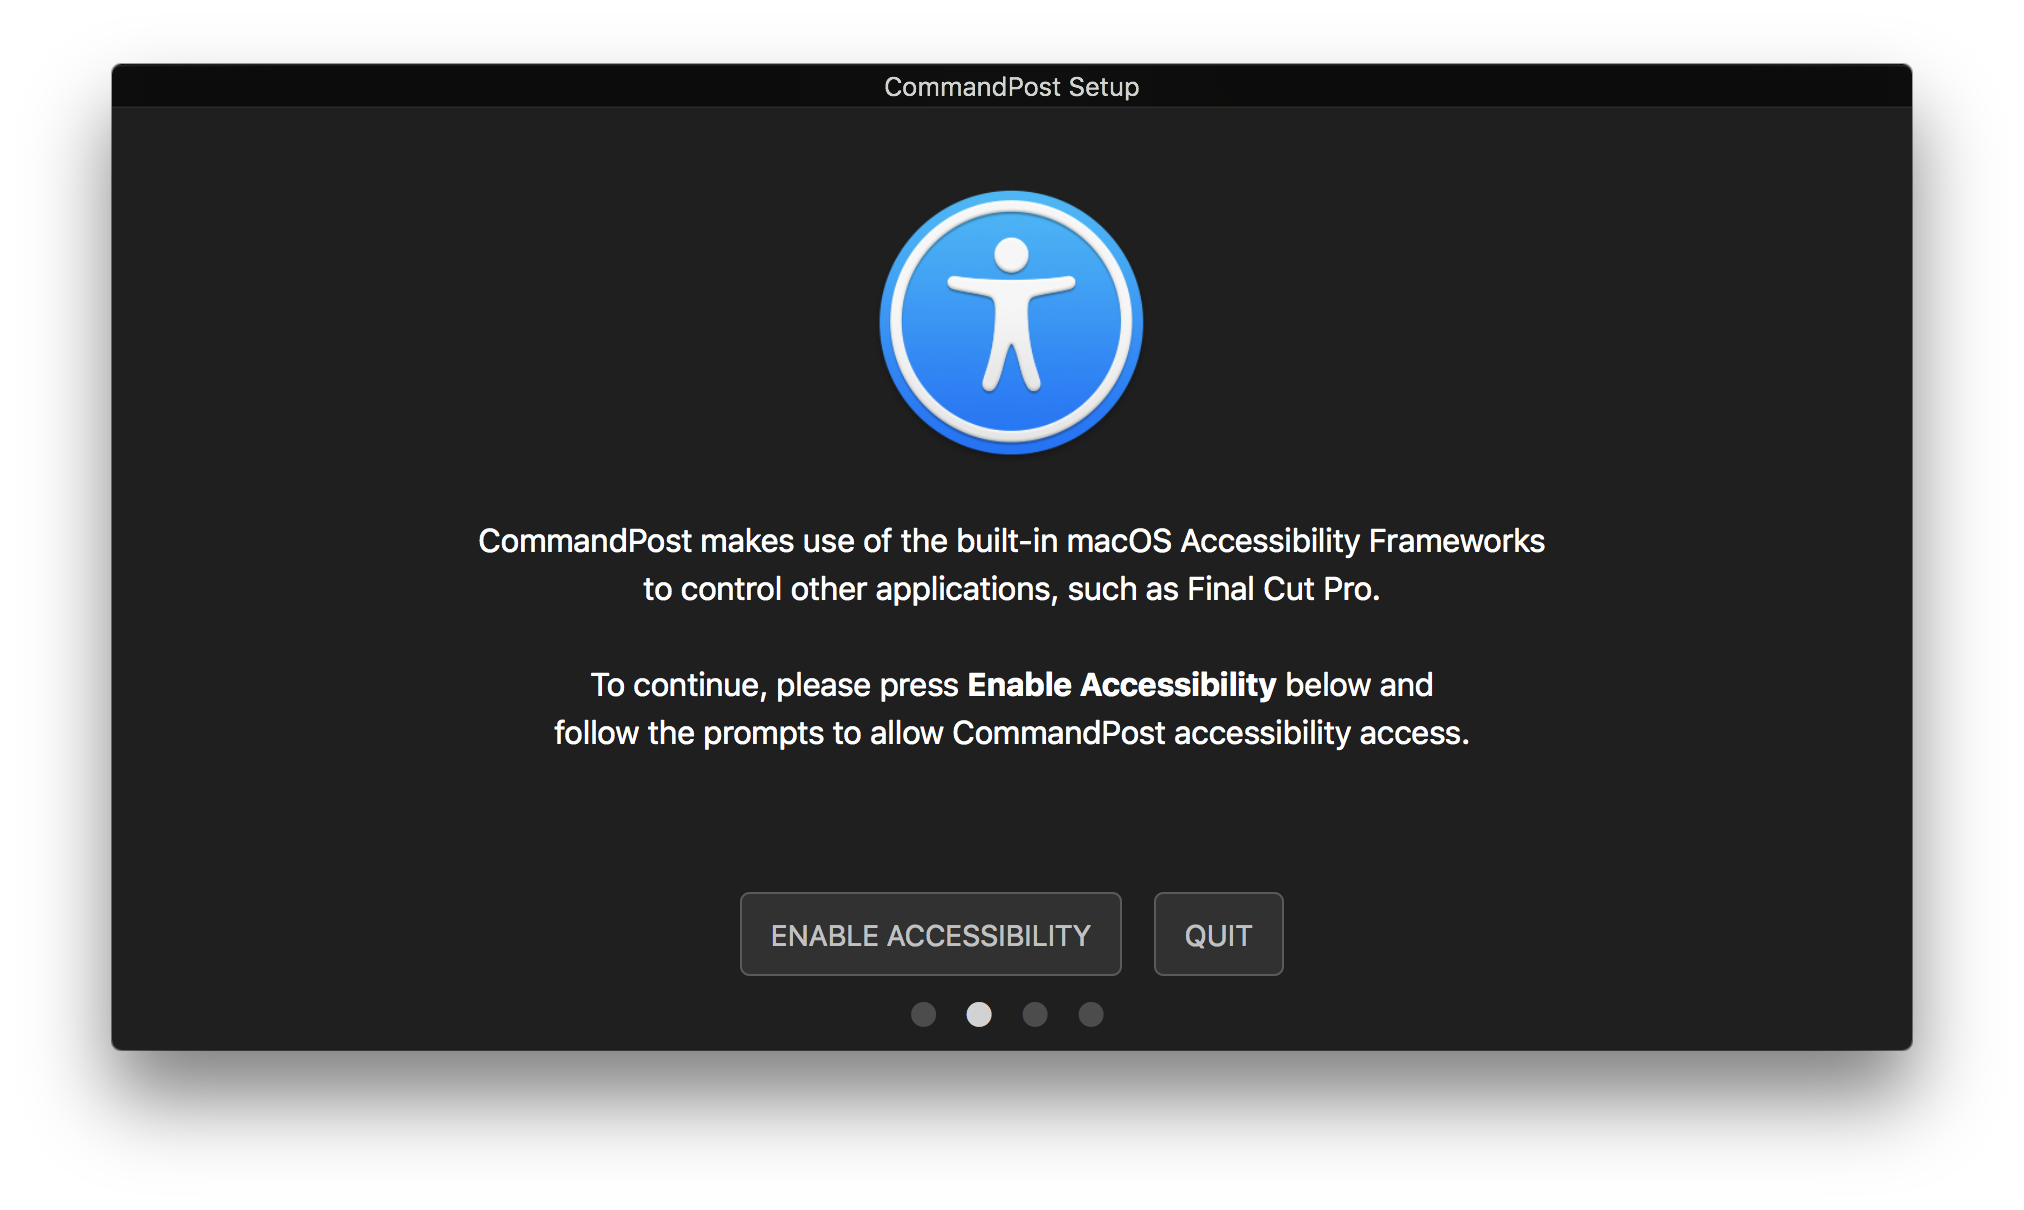 CommandPost Setup
CommandPost makes use of the built-in macOS Accessibility Frameworks
to control other applications, such as Final Cut Pro.
To continue, please press Enable Accessibility below and
follow the prompts to allow CommandPost accessibility access.
ENABLE ACCESSIBILITY
QUIT